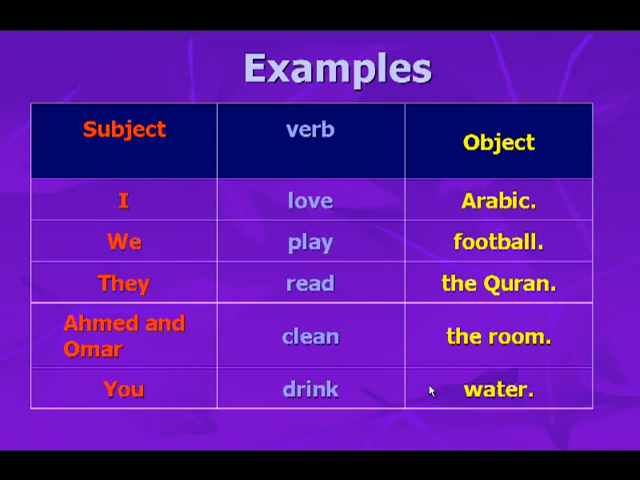 Examples
Subject verb Object
I love Arabic.
We play football.
They read the Quran.
Ahmed and
Omar clean the room.
You drink water.